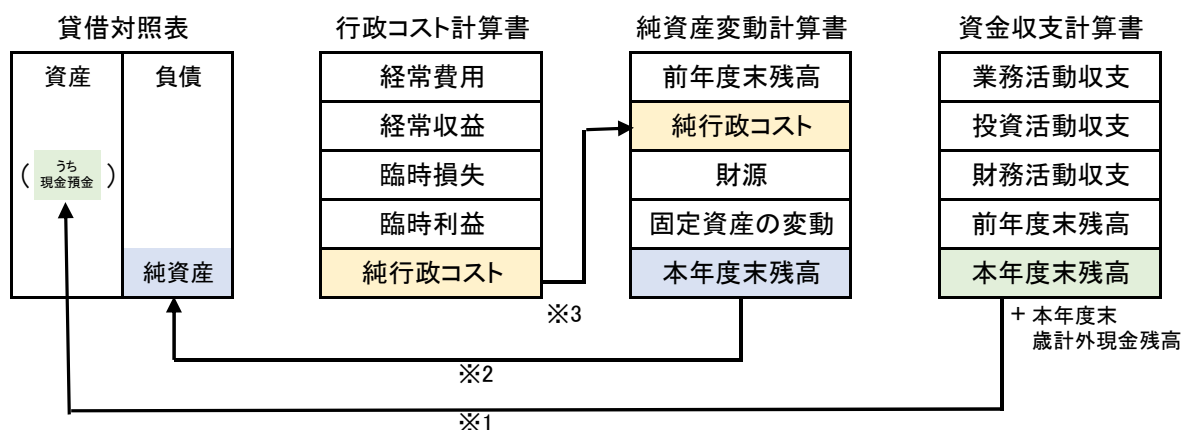 貸借対照表
資産
負債
( うち
現金預金 )
純資産
行政コスト計算書
経常費用
経常収益
臨時損失
臨時利益
純行政コスト
純資産変動計算書
前年度末残高
純行政コスト
財源
固定資産の変動
本年度末残高
資金収支計算書
業務活動収支
投資活動収支
財務活動収支
前年度末残高
本年度末残高
+ 本年度末
歳計外現金残高
※3
※2
※1